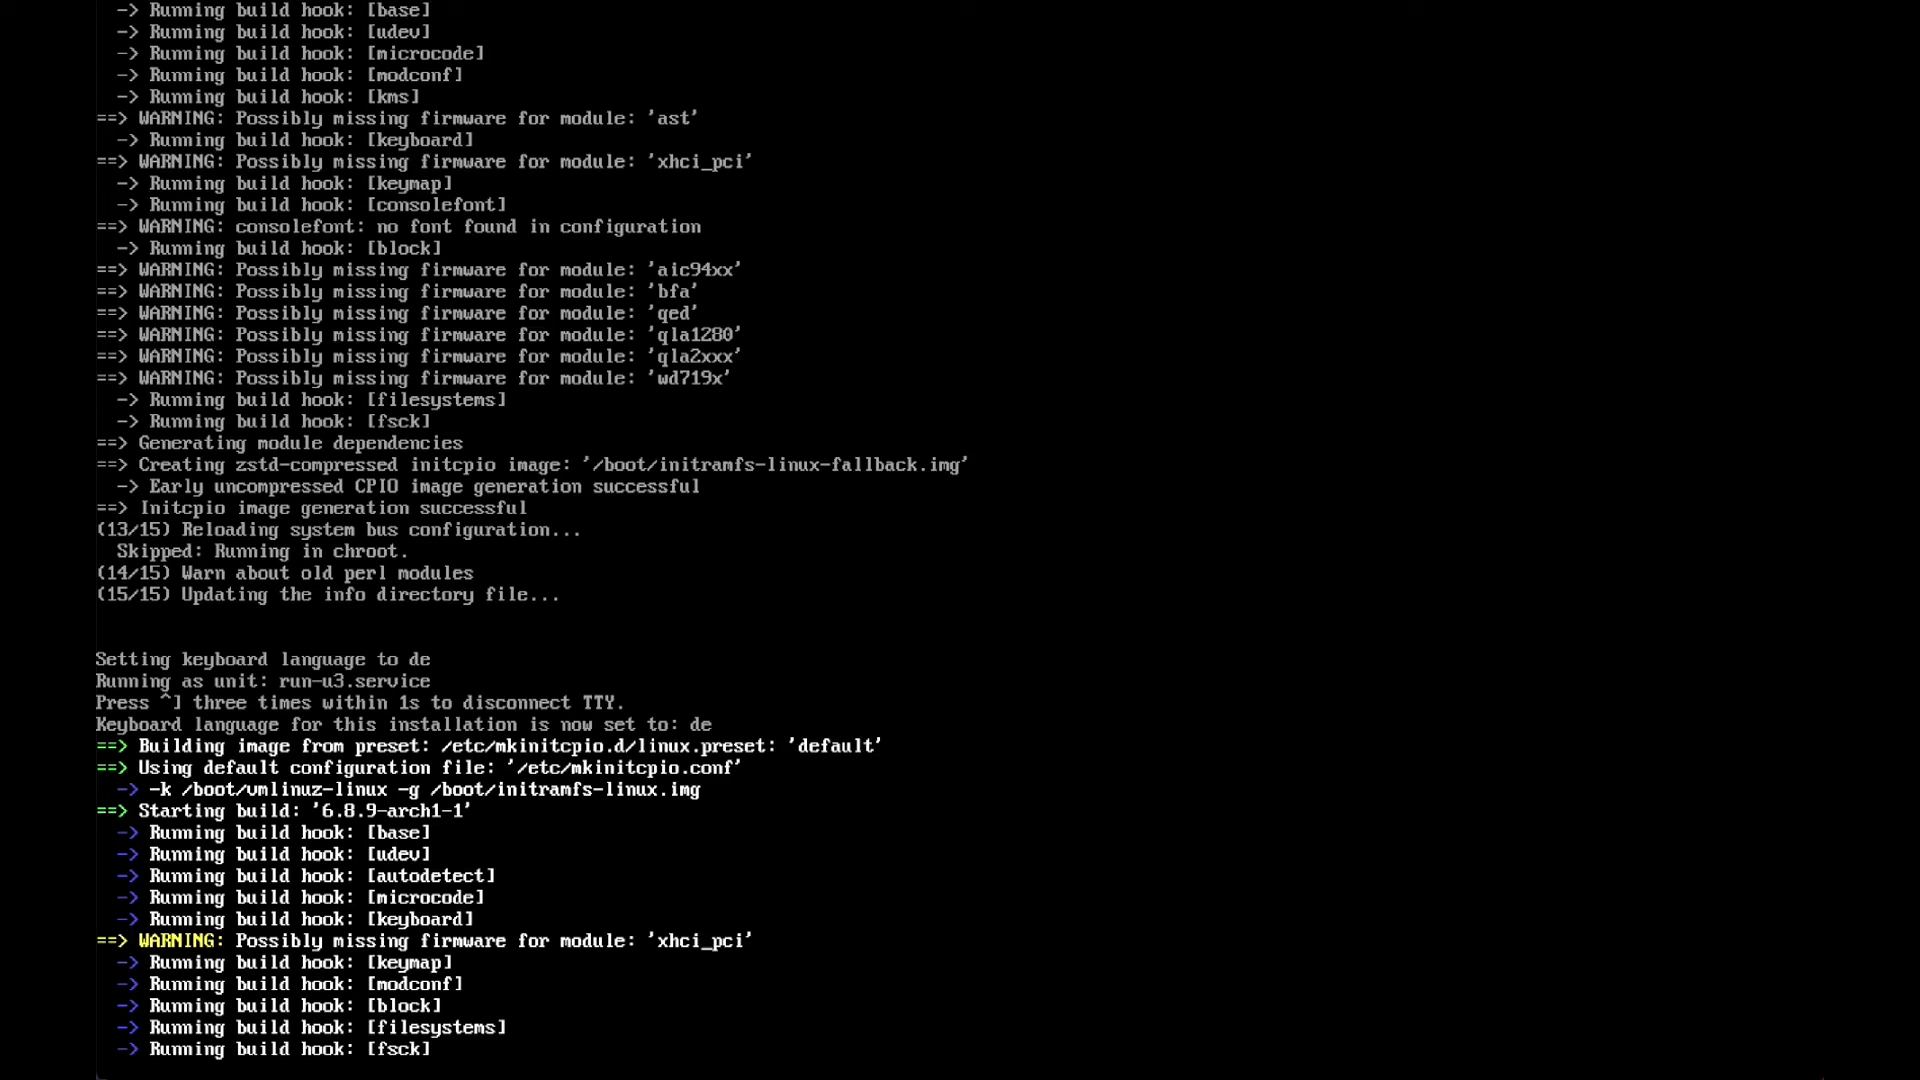 -> Running build hook: [base]
-> Running build hook: [udev]
-> Running build hook: [microcode]
-> Running build hook: [modconf]
-> Running build hook: [kms]
==> WARNING: Possibly missing firmware for module: 'ast'
-> Running build hook: [keyboard]
==> WARNING: Possibly missing firmware for module: 'xhci_pci'
-> Running build hook: [keymap]
-> Running build hook: [consolefont]
==> WARNING: consolefont: no font found in configuration
-> Running build hook: [block]
==> WARNING: Possibly missing firmware for module: 'aic94xx'
==> WARNING: Possibly missing firmware for module: 'bfa'
==> WARNING: Possibly missing firmware for module: 'qed'
==> WARNING: Possibly missing firmware for module: 'qla1280'
==> WARNING: Possibly missing firmware for module: 'qla2xxx'
==> WARNING: Possibly missing firmware for module: 'wd719x'
-> Running build hook: [filesystems]
-> Running build hook: [fsck]
==> Generating module dependencies
==> Creating zstd-compressed initcpio image: '/boot/initramfs-linux-fallback.img'
-> Early uncompressed CPIO image generation successful
==> Initcpio image generation successful
(13/15) Reloading system bus configuration...
Skipped: Running in chroot.
(14/15) Warn about old perl modules
(15/15) Updating the info directory file...
Setting keyboard language to de
Running as unit: run-u3.service
Press ^] three times within 1s to disconnect TTY.
Keyboard language for this installation is now set to: de
==> Building image from preset: /etc/mkinitcpio.d/linux.preset: 'default'
==> Using default configuration file: '/etc/mkinitcpio.conf'
-> -k /boot/vmlinuz-linux -g /boot/initramfs-linux.img
==> Starting build: '6.8.9-arch1-1'
-> Running build hook: [base]
-> Running build hook: [udev]
-> Running build hook: [autodetect]
-> Running build hook: [microcode]
-> Running build hook: [keyboard]
==> WARNING: Possibly missing firmware for module: 'xhci_pci'
-> Running build hook: [keymap]
-> Running build hook: [modconf]
-> Running build hook: [block]
-> Running build hook: [filesystems]
-> Running build hook: [fsck]